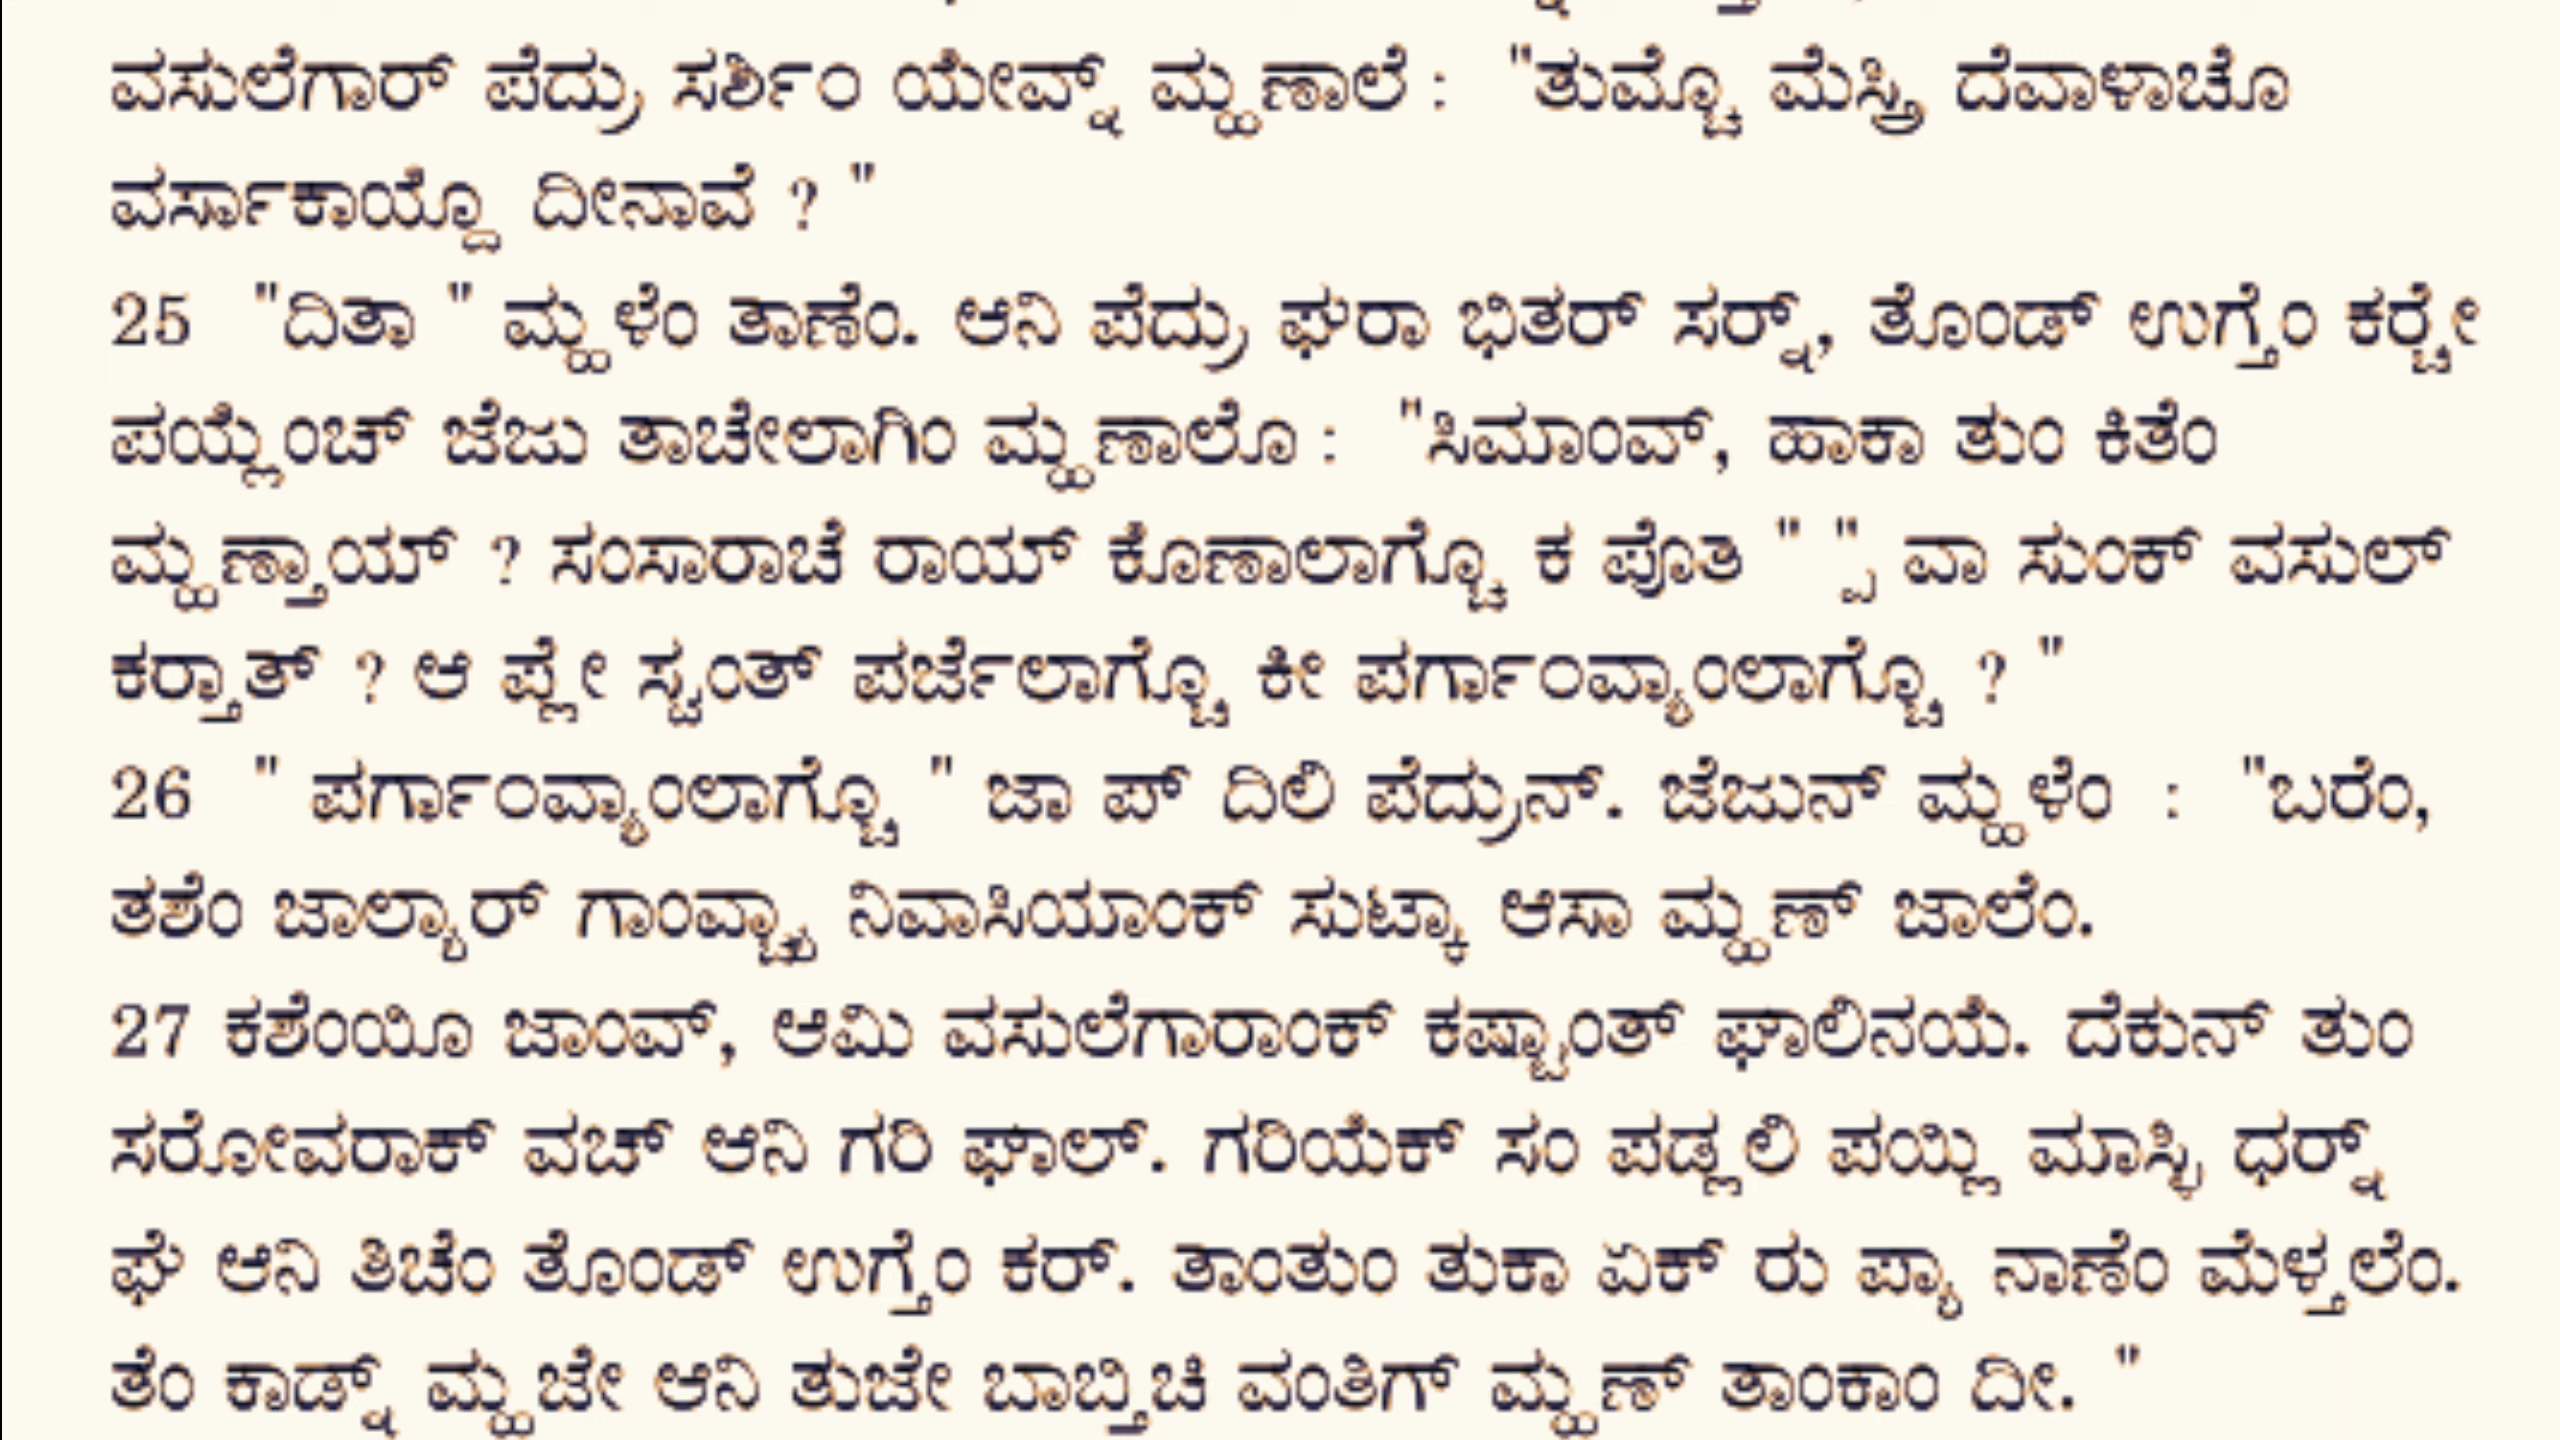 ವಸುಲೆಗಾರ್ ಪೆದ್ರು ಸರ್ಶಿಂ ಯೇವ್ನ್ ಮ್ಹಣಾಲೆ : "ತುಮ್ಚೊ ಮೆಸ್ತ್ರಿ ದೆವಾಳಾಚೊ
ವರ್ಸಾಕಾಯ್ದೊ ದೀನಾವೆ ? "
25 "ದಿತಾ " ಮ್ಹಳೆಂ ತಾಣೆಂ. ಆನಿ ಪೆದ್ರು ಘರಾ ಭಿತರ್ ಸರ್‍ನ್, ತೊಂಡ್ ಉಗ್ತೆಂ ಕರ್‍ಚೇ
ಪಯ್ಲೆಂಚ್ ಜೆಜು ತಾಚೇಲಾಗಿಂ ಮ್ಹಣಾಲೊ : "ಸಿಮಾಂವ್, ಹಾಕಾ ತುಂ ಕಿತೆಂ
ಮ್ಹಣ್ತಾಯ್ ? ಸಂಸಾರಾಚೆ ರಾಯ್ ಕೊಣಾಲಾಗ್ಚೊ ಕ ಪೊತಿ " " ವಾ ಸುಂಕ್ ವಸುಲ್
ಕರ್‍ತಾತ್ ? ಆ ಪ್ಲೇ ಸ್ಟಂತ್ ಪರ್ಜೆಲಾಗ್ಚೊ ಕೀ ಪರ್ಗಾಂವ್ಯಾಂಲಾಗ್ಚೊ ? "
26 " ಪರ್ಗಾಂವ್ಯಾಂಲಾಗ್ಚೊ " ಜಾ ಪ್ ದಿಲಿ ಪೆದ್ರುನ್. ಜೆಜುನ್ ಮ್ಹಳೆಂ : "ಬರೆಂ,
ತಶೆಂ ಜಾಲ್ಯಾರ್ ಗಾಂವ್ಚ್ಯಾ ನಿವಾಸಿಯಾಂಕ್ ಸುಟ್ಕಾ ಆಸಾ ಮ್ಹಣ್ ಜಾಲೆಂ.
27 ಕಶೆಂಯೀ ಜಾಂವ್, ಆಮಿ ವಸುಲೆಗಾರಾಂಕ್ ಕಷ್ಟಾಂತ್ ಘಾಲಿನಯೆ. ದೆಕುನ್ ತುಂ
ಸರೋವರಾಕ್ ವಚ್ ಆನಿ ಗರಿ ಘಾಲ್. ಗರಿಯೆಕ್ ಸಂ ಪಡ್ಲಲಿ ಪಯ್ಲಿ ಮಾಸ್ಳಿ ಧರ್‍ನ್
ಘೆ ಆನಿ ತಿಚೆಂ ತೊಂಡ್ ಉಗ್ತೆಂ ಕರ್. ತಾಂತುಂ ತುಕಾ ಏಕ್ ರು ಪ್ಯಾ ನಾಣೆಂ ಮೆಳ್ತಲೆಂ.
ತೆಂ ಕಾಡ್ನ್ ಮ್ಹಜೇ ಆನಿ ತುಜೇ ಬಾಬ್ತಿಚಿ ವಂತಿಗ್ ಮ್ಹಣ್ ತಾಂಕಾಂ ದೀ. "